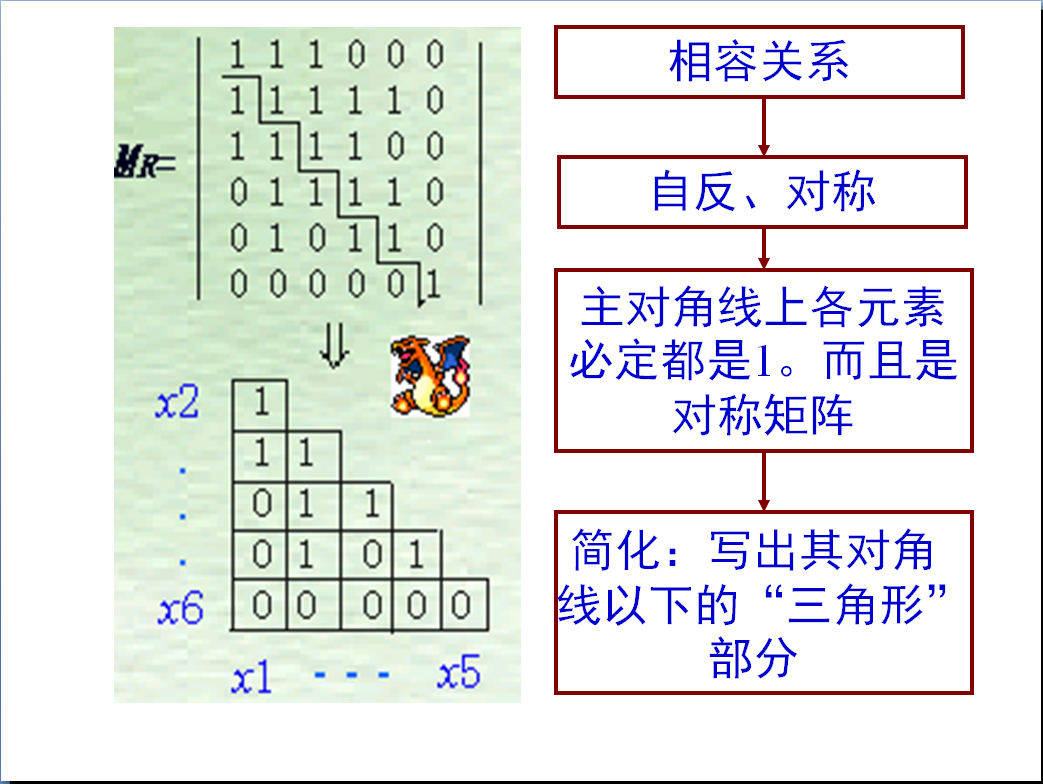 1 1 1 0 0 0
1 1 1 1 1 0
1 1 1 1 0 0
M_R=
0 1 1 1 1 0
0 1 0 1 1 0
0 0 0 0 0 1
⇓
x2 1
. 1 1
. 0 1 1
. 0 1 0 1
x6 0 0 0 0 0
x1 - - - x5
相容关系
自反、对称
主对角线上各元素
必定都是1。而且是
对称矩阵
简化：写出其对角
线以下的“三角形”
部分